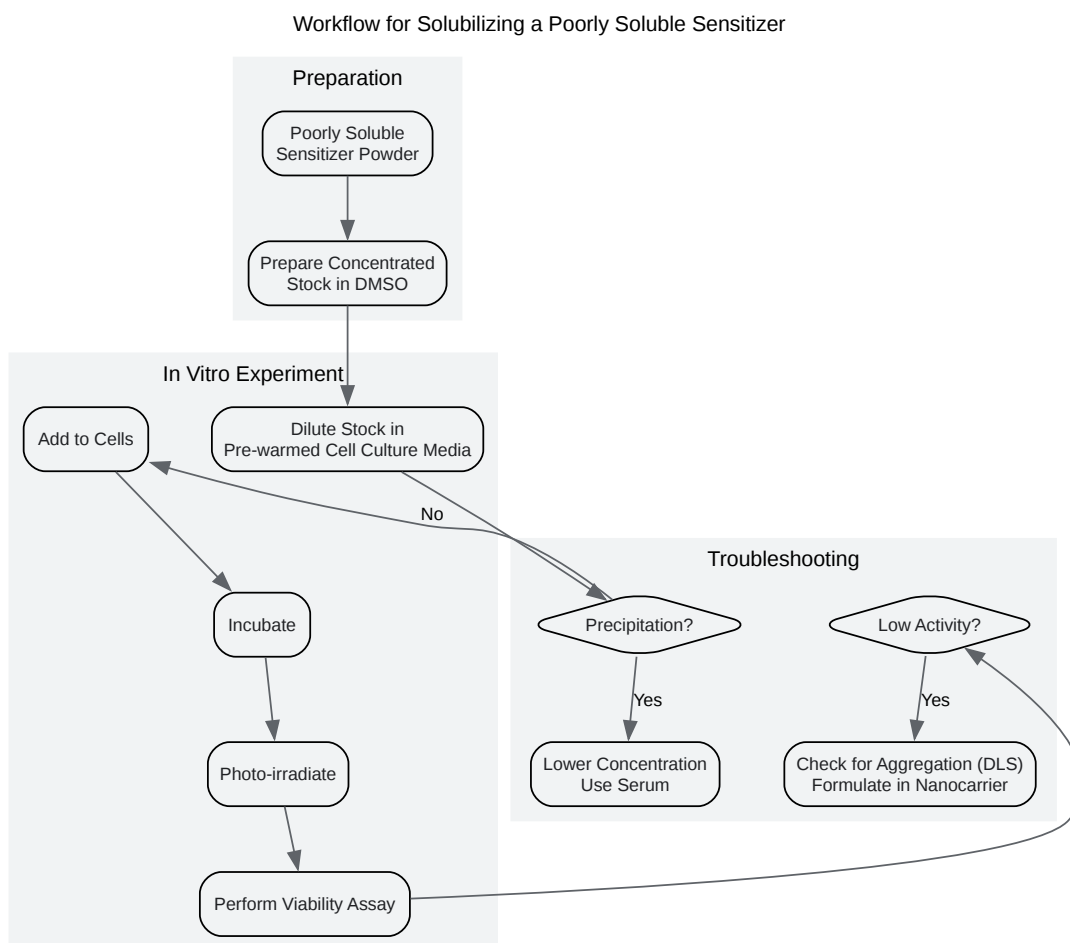 Workflow for Solubilizing a Poorly Soluble Sensitizer
Preparation
Poorly Soluble
Sensitizer Powder
Prepare Concentrated
Stock in DMSO
In Vitro Experiment
Add to Cells
Dilute Stock in
Pre-warmed Cell Culture Media
No
Troubleshooting
Incubate
Precipitation?
Low Activity?
Yes
Yes
Photo-irradiate
Lower Concentration
Use Serum
Check for Aggregation (DLS)
Formulate in Nanocarrier
Perform Viability Assay